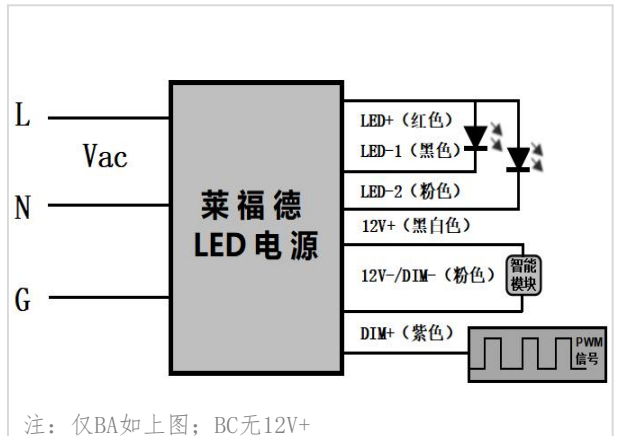 L
Vac
N
G
莱福德
LED电源
LED+（红色）
LED-1（黑色）
LED-2（粉色）
12V+（黑白色）
12V-/DIM-（粉色）
DIM+（紫色）
智能
模块
PWM
信号
注：仅BA如上图；BC无12V+